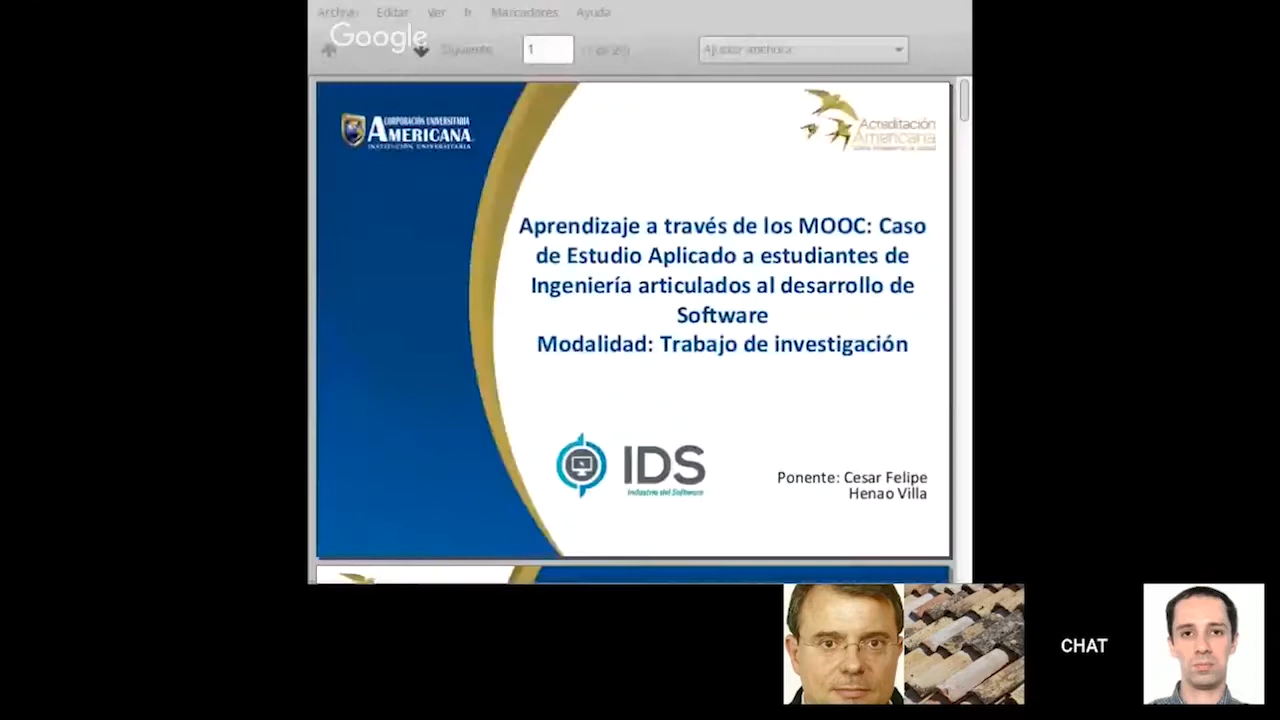 Archivo Editar Ver Ir Marcadores Ayuda
Google
Siguiente 1
CORPORACIÓN UNIVERSITARIA
AMERICANA
INSTITUCIÓN UNIVERSITARIA
Acreditación
Americana
Aprendizaje a través de los MOOC: Caso
de Estudio Aplicado a estudiantes de
Ingeniería articulados al desarrollo de
Software
Modalidad: Trabajo de investigación
IDS
Industria del Software
Ponente: Cesar Felipe
Henao Villa
CHAT